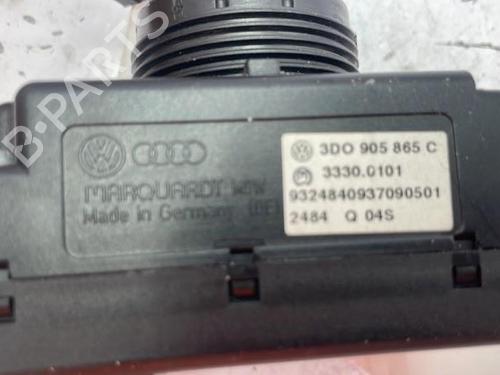 MARQUARDT
Made in Germany
3D0 905 865 C
3330.0101
9324840937090501
2484 Q 04S
B-PARTS